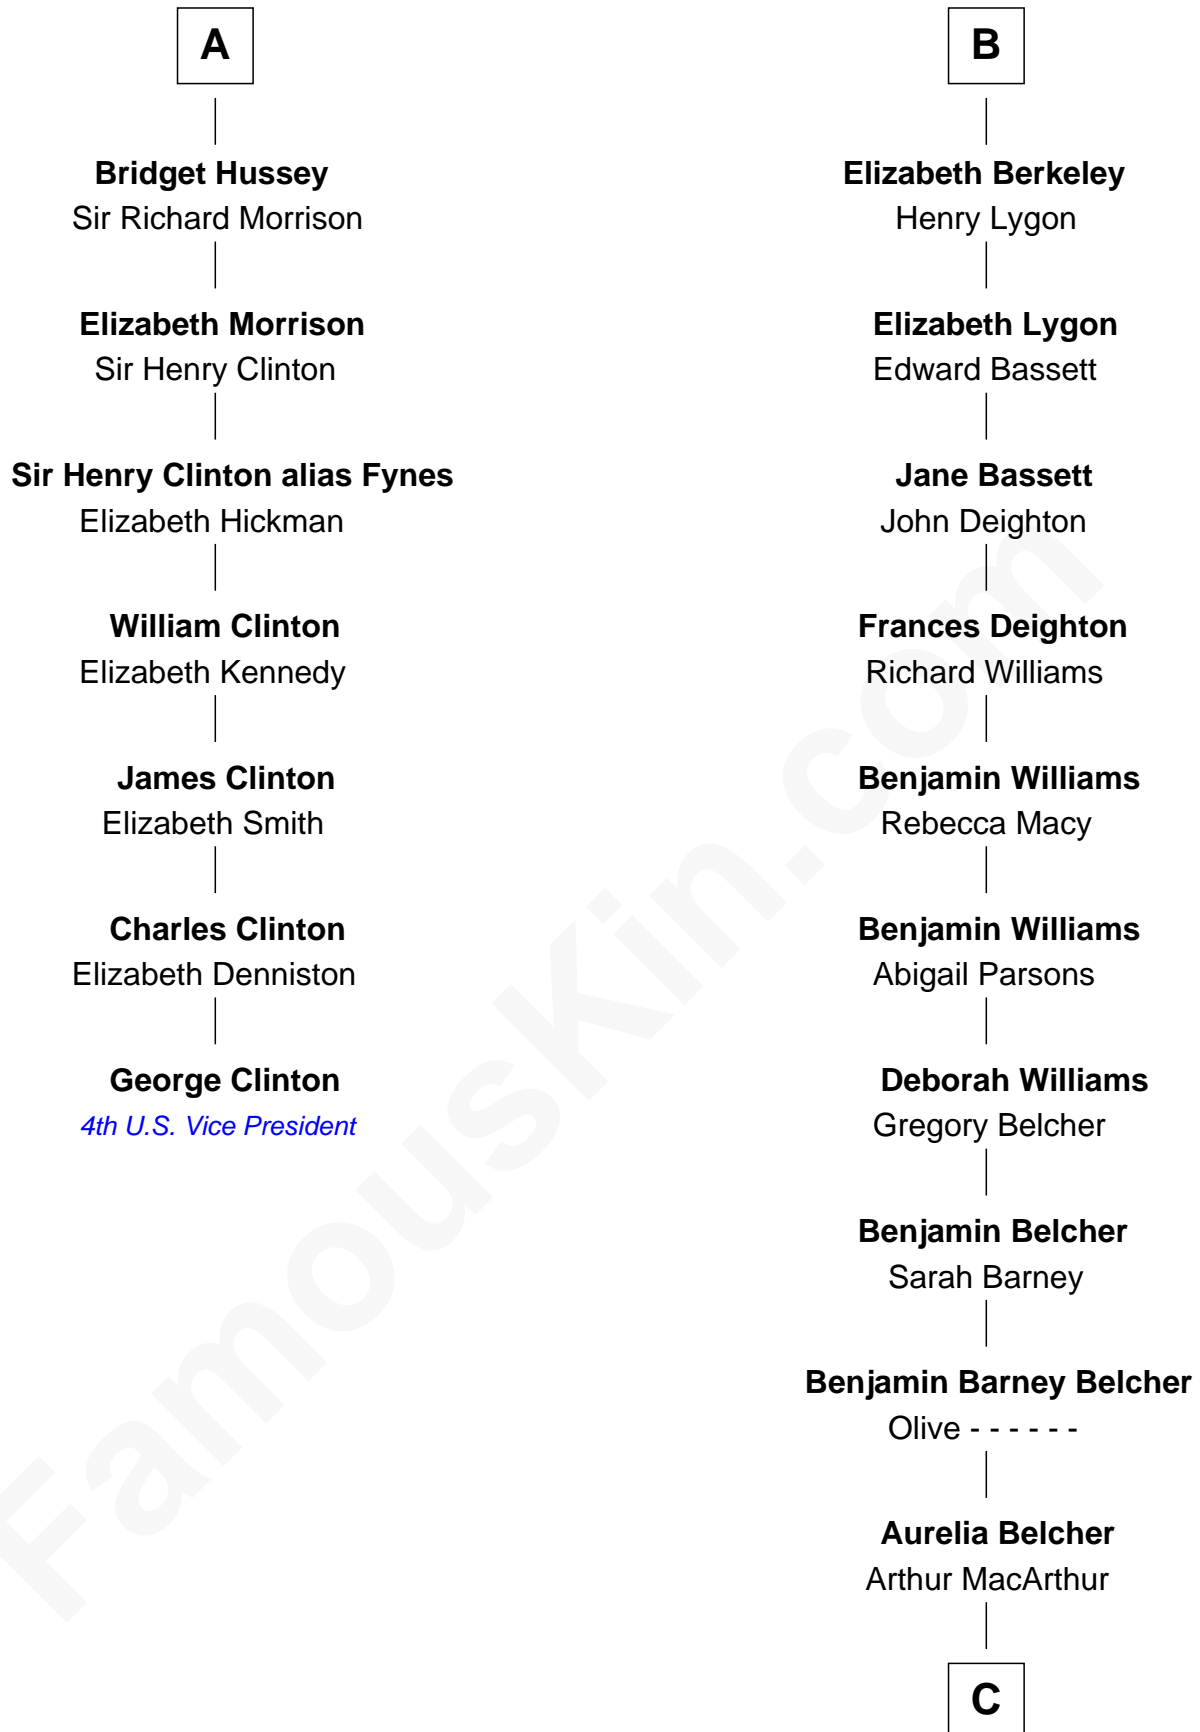 A
Bridget Hussey
Sir Richard Morrison
Elizabeth Morrison
Sir Henry Clinton
Sir Henry Clinton alias Fynes
Elizabeth Hickman
William Clinton
Elizabeth Kennedy
James Clinton
Elizabeth Smith
Charles Clinton
Elizabeth Denniston
George Clinton
4th U.S. Vice President
B
Elizabeth Berkeley
Henry Lygon
Elizabeth Lygon
Edward Bassett
Jane Bassett
John Deighton
Frances Deighton
Richard Williams
Benjamin Williams
Rebecca Macy
Benjamin Williams
Abigail Parsons
Deborah Williams
Gregory Belcher
Benjamin Belcher
Sarah Barney
Benjamin Barney Belcher
Olive - - - - - -
Aurelia Belcher
Arthur MacArthur
C
FamousKin.com